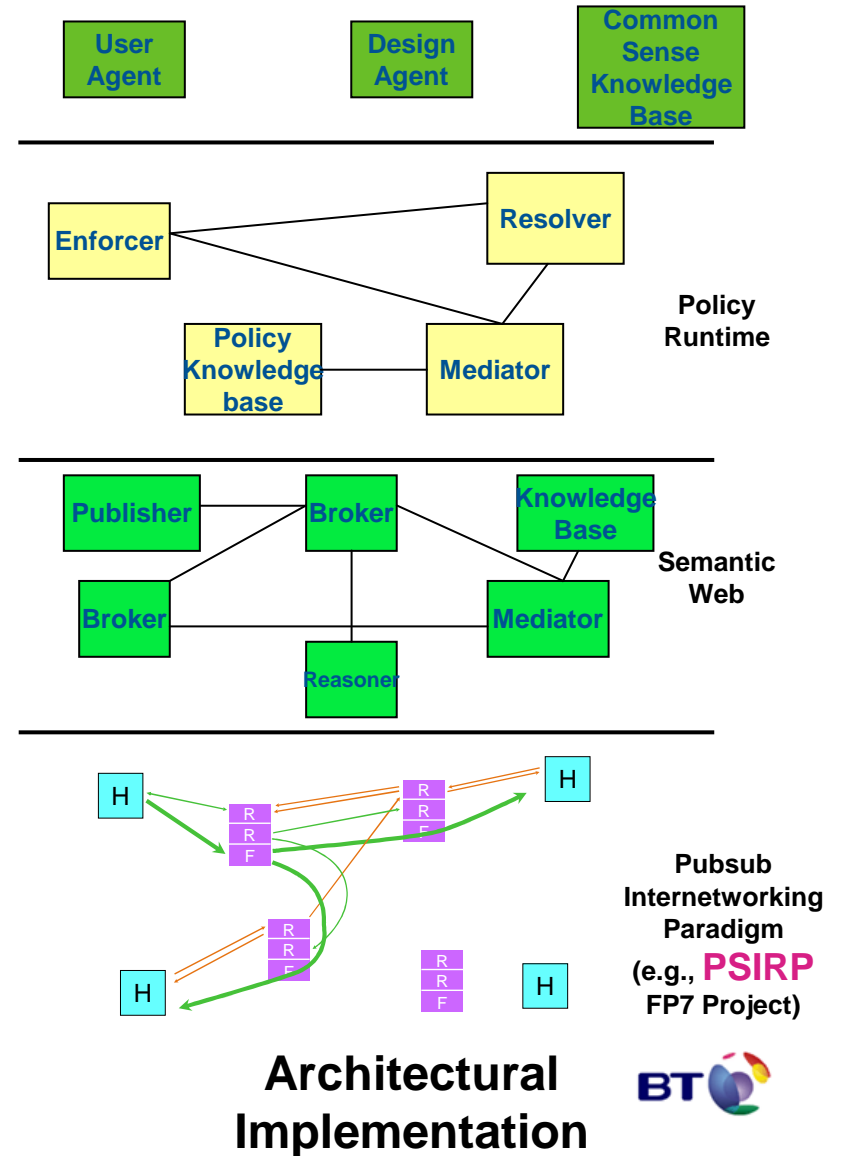 User
Agent
Design
Agent
Common
Sense
Knowledge
Base
Enforcer
Resolver
Policy
Runtime
Policy
Knowledge
base
Mediator
Publisher
Broker
Knowledge
Base
Semantic
Web
Broker
Mediator
Reasoner
H
R
R
F
R
R
F
H
Pubsub
Internetworking
Paradigm
(e.g., PSIRP
FP7 Project)
R
R
F
H
R
R
F
H
Architectural
Implementation
BT